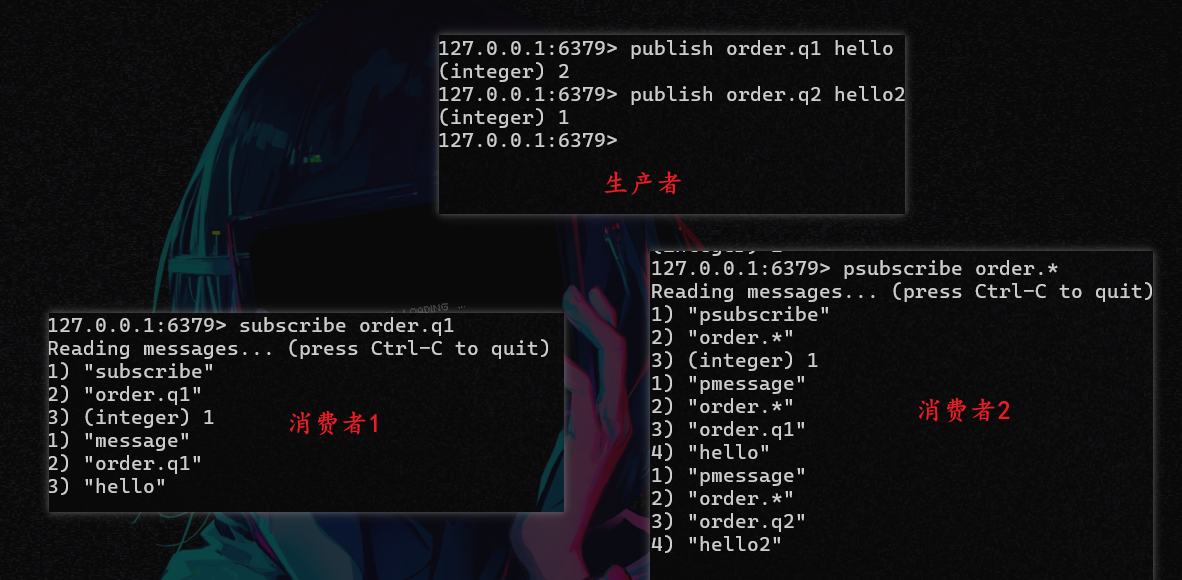 127.0.0.1:6379> publish order.q1 hello
(integer) 2
127.0.0.1:6379> publish order.q2 hello2
(integer) 1
127.0.0.1:6379>
生产者
LOADING ...
127.0.0.1:6379> subscribe order.q1
Reading messages... (press Ctrl-C to quit)
1) "subscribe"
2) "order.q1"
3) (integer) 1
1) "message"
2) "order.q1"
3) "hello"
消费者1
127.0.0.1:6379> psubscribe order.*
Reading messages... (press Ctrl-C to quit)
1) "psubscribe"
2) "order.*"
3) (integer) 1
1) "pmessage"
2) "order.*"
3) "order.q1"
4) "hello"
1) "pmessage"
2) "order.*"
3) "order.q2"
4) "hello2"
消费者2